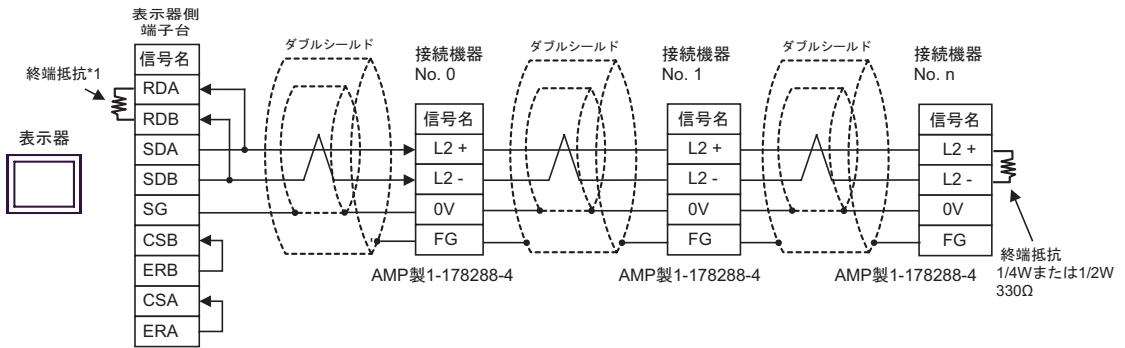 表示器側
端子台
信号名
RDA
RDB
SDA
SDB
SG
CSB
ERB
CSA
ERA
終端抵抗*1
表示器
ダブルシールド
接続機器
No. 0
信号名
L2 +
L2 -
0V
FG
AMP製1-178288-4
ダブルシールド
接続機器
No. 1
信号名
L2 +
L2 -
0V
FG
AMP製1-178288-4
ダブルシールド
接続機器
No. n
信号名
L2 +
L2 -
0V
FG
AMP製1-178288-4
終端抵抗
1/4Wまたは1/2W
330Ω